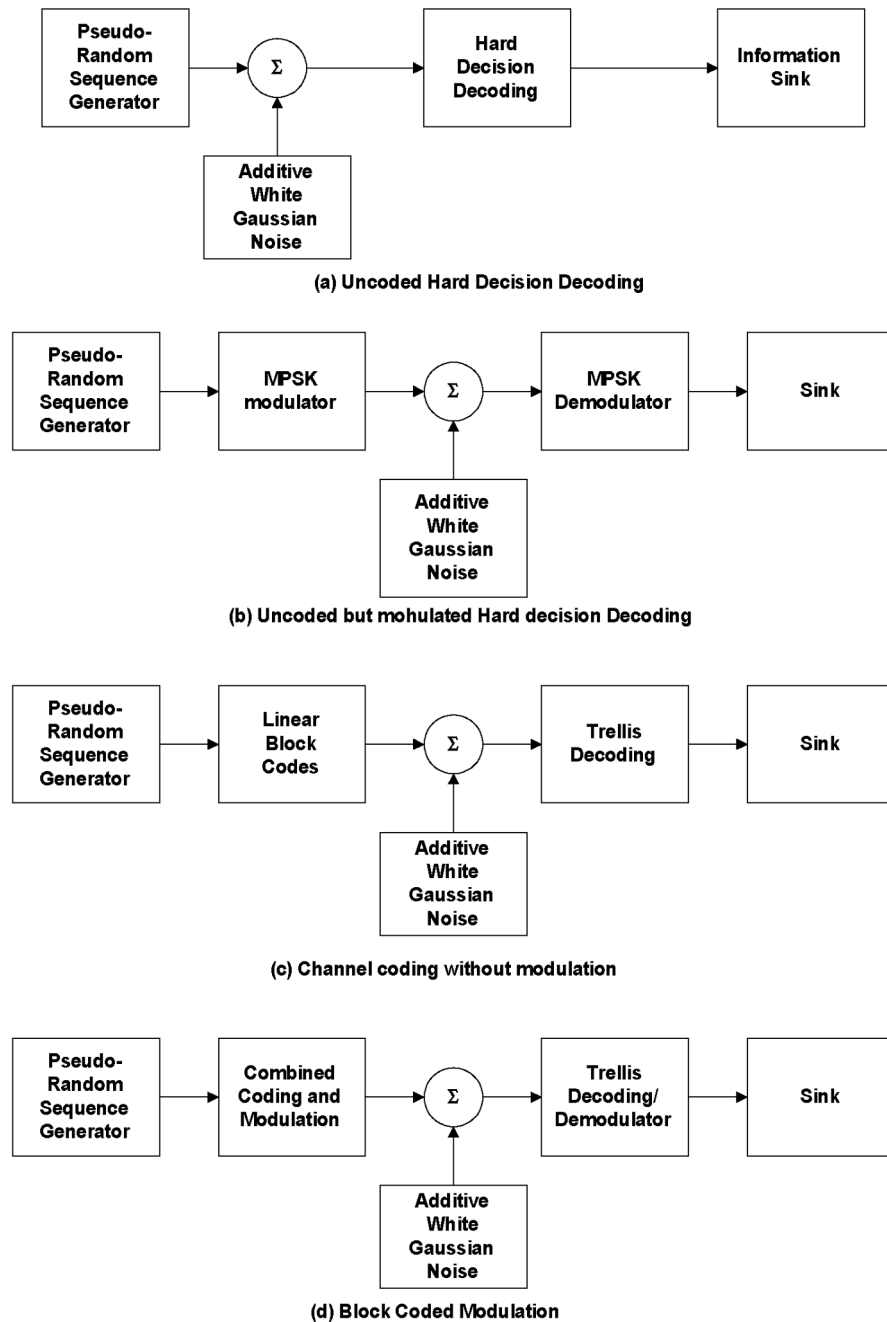 Pseudo-
Random
Sequence
Generator
Σ
Hard
Decision
Decoding
Information
Sink
Additive
White
Gaussian
Noise
(a) Uncoded Hard Decision Decoding
Pseudo-
Random
Sequence
Generator
MPSK
modulator
Σ
MPSK
Demodulator
Sink
Additive
White
Gaussian
Noise
(b) Uncoded but mohulated Hard decision Decoding
Pseudo-
Random
Sequence
Generator
Linear
Block
Codes
Σ
Trellis
Decoding
Sink
Additive
White
Gaussian
Noise
(c) Channel coding without modulation
Pseudo-
Random
Sequence
Generator
Combined
Coding and
Modulation
Σ
Trellis
Decoding/
Demodulator
Sink
Additive
White
Gaussian
Noise
(d) Block Coded Modulation